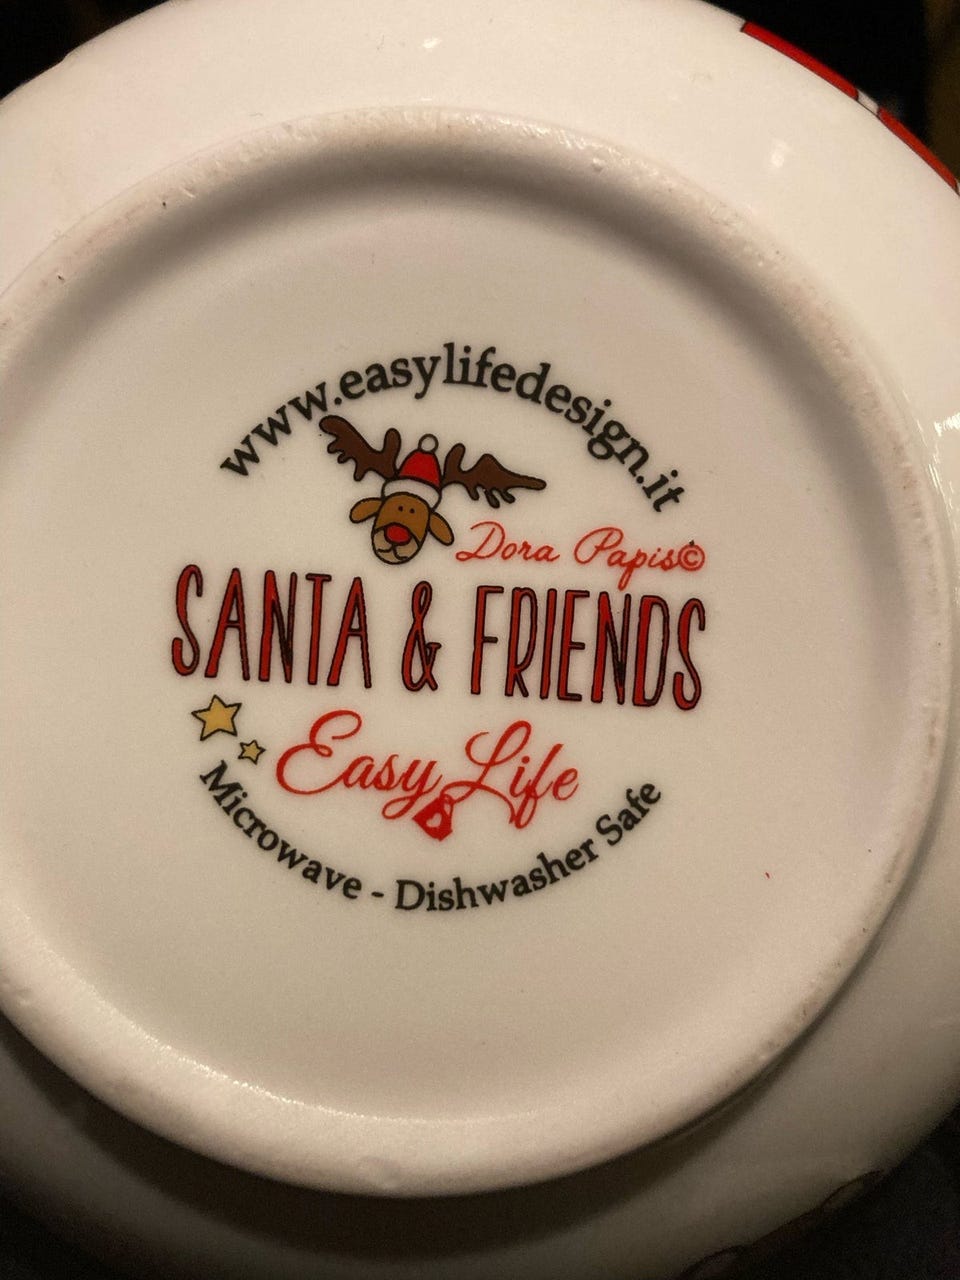 www.easylifedesign.it
Dora Papis©
SANTA & FRIENDS
Easy Life
Microwave - Dishwasher Safe